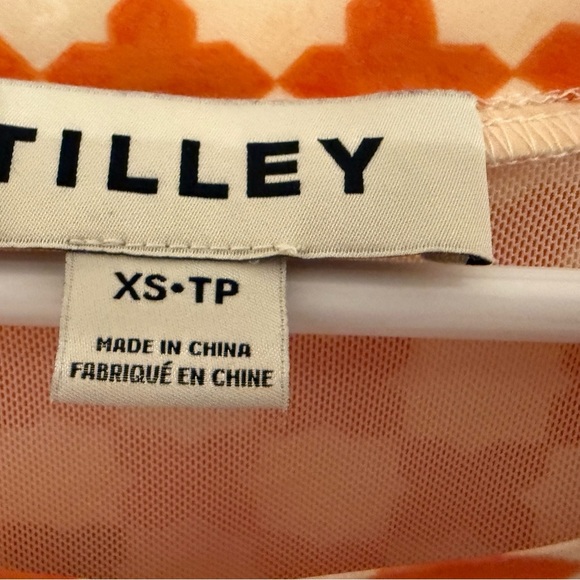 TILLEY
XS•TP
MADE IN CHINA
FABRIQUÉ EN CHINE